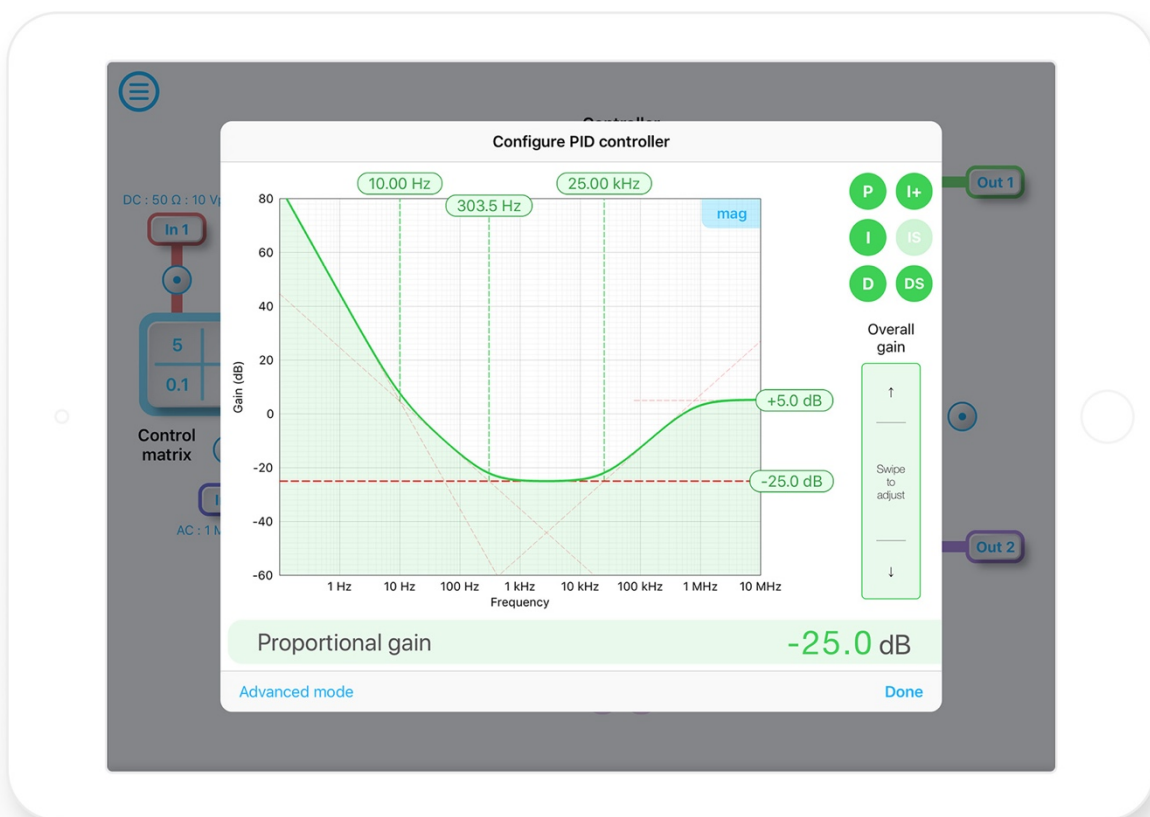 Configure PID controller
10.00 Hz
25.00 kHz
303.5 Hz
mag
P
I+
I
IS
D
DS
Out 1
DC : 50 Ω : 10
In 1
5
0.1
Control
matrix
AC : 1
Out 2
80
60
40
20
0
-20
-40
-60
Gain (dB)
+5.0 dB
-25.0 dB
1 Hz
10 Hz
100 Hz
1 kHz
10 kHz
100 kHz
1 MHz
10 MHz
Frequency
Overall
gain
↑
Swipe
to
adjust
↓
Proportional gain
-25.0 dB
Advanced mode
Done